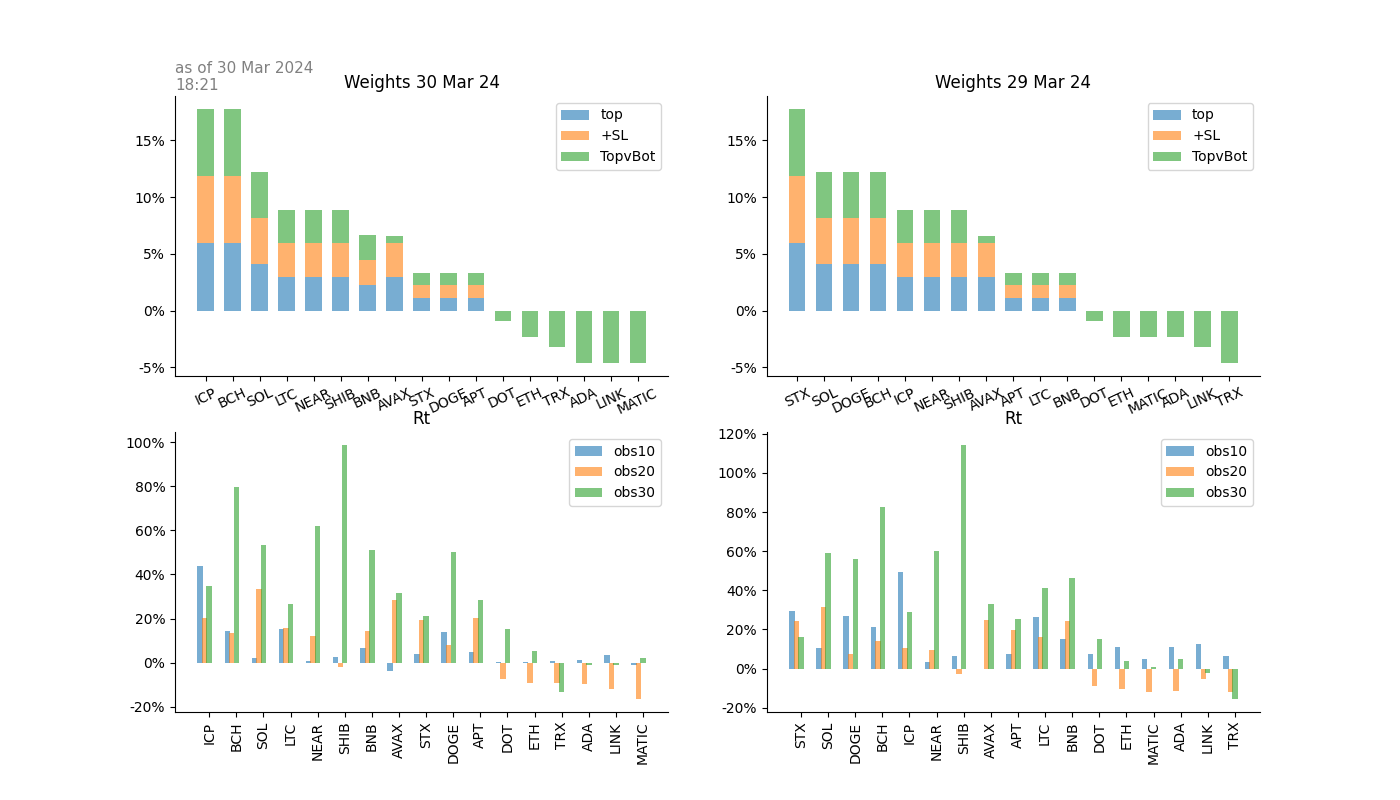 as of 30 Mar 2024
18:21
Weights 30 Mar 24
top
+SL
TopvBot
15%
10%
5%
0%
-5%
ICP BCH SOL LTC NEAR SHIB BNB AVAX STX DOGE APT DOT ETH TRX ADA LINK MATIC
Weights 29 Mar 24
top
+SL
TopvBot
15%
10%
5%
0%
-5%
STX SOL DOGE BCH ICP NEAR SHIB AVAX APT LTC BNB DOT ETH MATIC ADA LINK TRX
Rt
obs10
obs20
obs30
100%
80%
60%
40%
20%
0%
-20%
ICP BCH SOL LTC NEAR SHIB BNB AVAX STX DOGE APT DOT ETH TRX ADA LINK MATIC
Rt
obs10
obs20
obs30
120%
100%
80%
60%
40%
20%
0%
-20%
STX SOL DOGE BCH ICP NEAR SHIB AVAX APT LTC BNB DOT ETH MATIC ADA LINK TRX